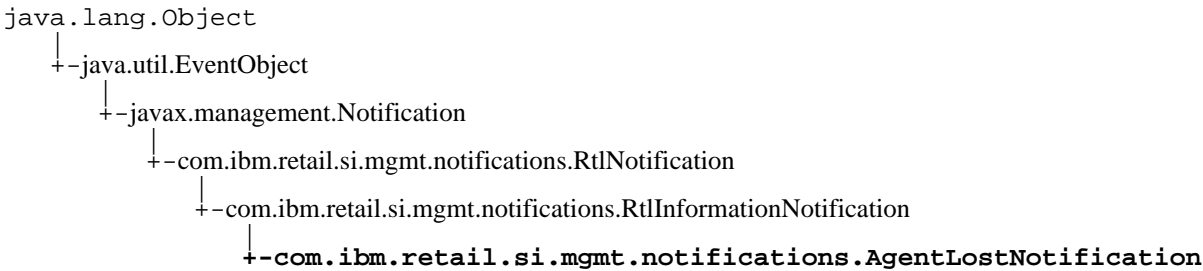 java.lang.Object
|
+-java.util.EventObject
|
+-javax.management.Notification
|
+-com.ibm.retail.si.mgmt.notifications.RtlNotification
|
+-com.ibm.retail.si.mgmt.notifications.RtlInformationNotification
|
+-com.ibm.retail.si.mgmt.notifications.AgentLostNotification